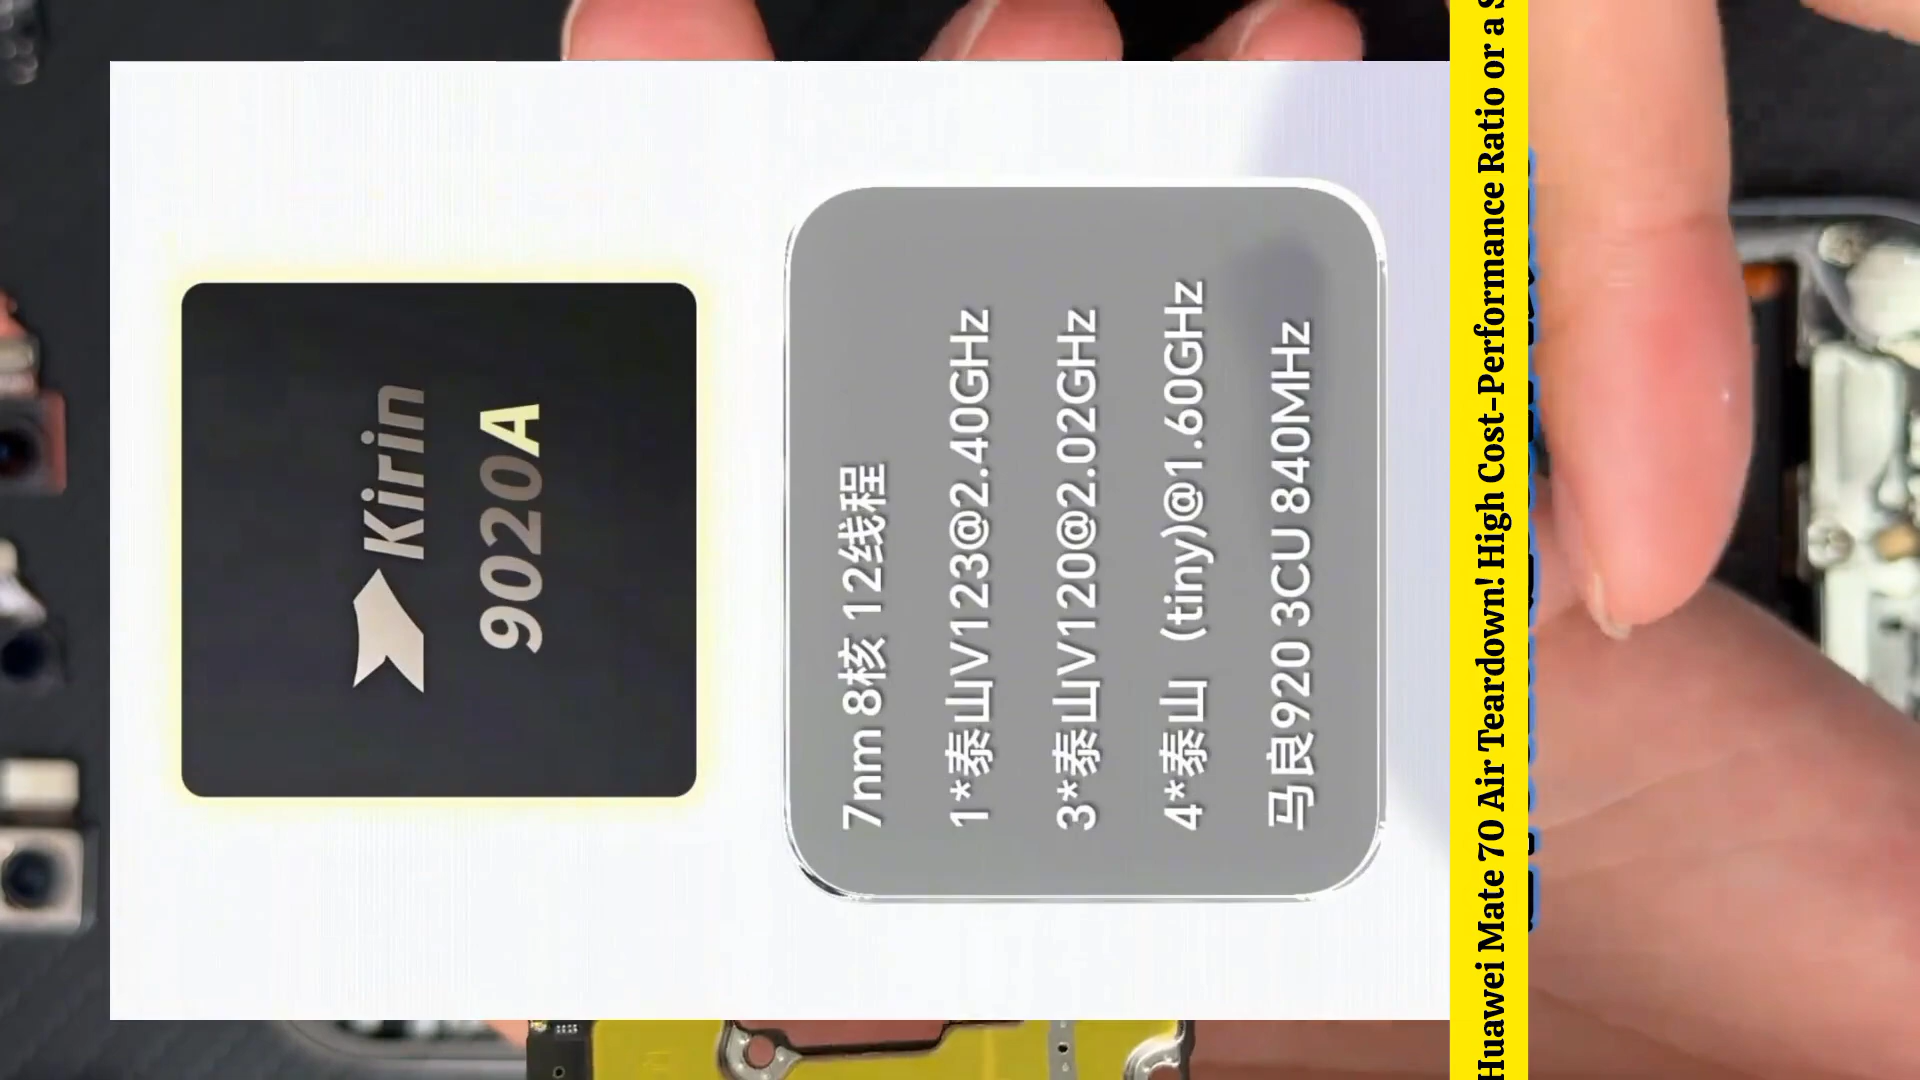 Kirin
9020A
7nm 8核 12线程
1*泰山V123@2.40GHz
3*泰山V120@2.02GHz
4*泰山 (tiny)@1.60GHz
马良920 3CU 840MHz
Huawei Mate 70 Air Teardown! High Cost-Performance Ratio or a S